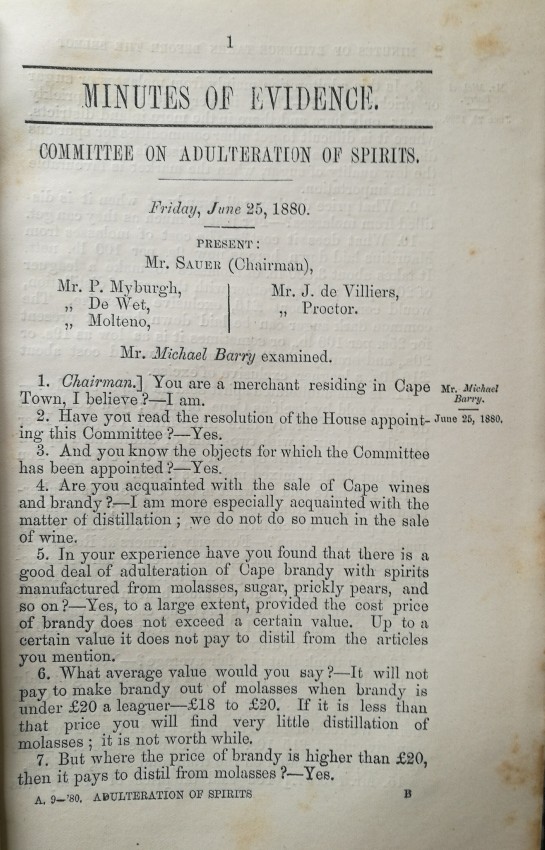 1
MINUTES OF EVIDENCE.
COMMITTEE ON ADULTERATION OF SPIRITS.
Friday, June 25, 1880.
PRESENT:
Mr. SAUER (Chairman),
Mr. P. Myburgh,
„ De Wet,
„ Molteno,
Mr. J. de Villiers,
„ Proctor.
Mr. Michael Barry examined.
1. Chairman.] You are a merchant residing in Cape
Town, I believe?—I am.
Mr. Michael
Barry.
June 25, 1880.
2. Have you read the resolution of the House appoint-
ing this Committee?—Yes.
3. And you know the objects for which the Committee
has been appointed?—Yes.
4. Are you acquainted with the sale of Cape wines
and brandy?—I am more especially acquainted with the
matter of distillation; we do not do so much in the sale
of wine.
5. In your experience have you found that there is a
good deal of adulteration of Cape brandy with spirits
manufactured from molasses, sugar, prickly pears, and
so on?—Yes, to a large extent, provided the cost price
of brandy does not exceed a certain value. Up to a
certain value it does not pay to distil from the articles
you mention.
6. What average value would you say?—It will not
pay to make brandy out of molasses when brandy is
under £20 a leaguer—£18 to £20. If it is less than
that price you will find very little distillation of
molasses; it is not worth while.
7. But where the price of brandy is higher than £20,
then it pays to distil from molasses?—Yes.
A. 9—'80. ADULTERATION OF SPIRITS
B